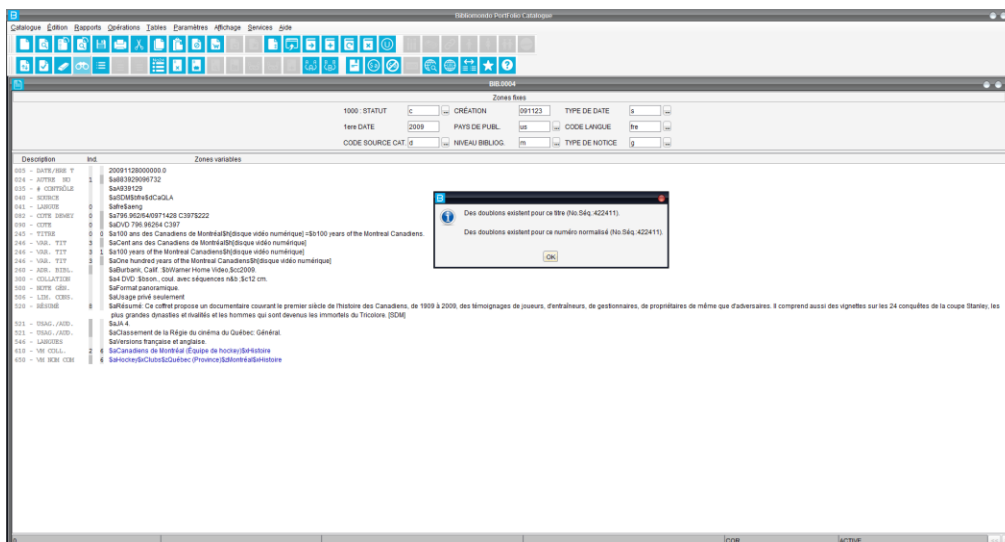 Bibliomondo PortFolio Catalogue
Catalogue Édition Rapports Opérations Tables Paramètres Affichage Services Aide
BIB.0004
Zones fixes
1000 : STATUT c CRÉATION 091123 TYPE DE DATE s
1ere DATE 2009 PAYS DE PUBL. us CODE LANGUE fre
CODE SOURCE CAT. d NIVEAU BIBLIOG. m TYPE DE NOTICE g
Description Ind. Zones variables
005 - DATE/HRE T 20091128000000.0
024 - AUTRE NO 1 $a883929096732
035 - # CONTRÔLE $aA939129
040 - SOURCE $aSDM$bfre$dCaQLA
041 - LANGUE 0 $afre$aeng
082 - COTE DEWEY 0 $a796.962/64/0971428 C397$222
090 - COTE 0 $aDVD 796.96264 C397
245 - TITRE 0 0 $a100 ans des Canadiens de Montréal$h[disque vidéo numérique] =$b100 years of the Montreal Canadiens.
246 - VAR. TIT 3 $aCent ans des Canadiens de Montréal$h[disque vidéo numérique]
246 - VAR. TIT 3 1 $a100 years of the Montreal Canadiens$h[disque vidéo numérique]
246 - VAR. TIT 3 $aOne hundred years of the Montreal Canadiens$h[disque vidéo numérique]
260 - ADR. BIBL. $aBurbank, Calif. :$bWarner Home Video,$cc2009.
300 - COLLATION $a4 DVD :$bson., coul. avec séquences n&b ;$c12 cm.
500 - NOTE GÉN. $aFormat panoramique.
506 - LIM. CONS. $aUsage privé seulement
520 - RÉSUMÉ 8 $aRésumé: Ce coffret propose un documentaire couvrant le premier siècle de l'histoire des Canadiens, de 1909 à 2009, des témoignages de joueurs, d'entraîneurs, de gestionnaires, de propriétaires de même que d'adversaires. Il comprend aussi des vignettes sur les 24 conquêtes de la coupe Stanley, les
plus grandes dynasties et rivalités et les hommes qui sont devenus les immortels du Tricolore. [SDM]
521 - USAG./AUD. $aJA 4.
521 - USAG./AUD. $aClassement de la Régie du cinéma du Québec: Général.
546 - LANGUES $aVersions française et anglaise.
610 - VM COLL. 2 6 $aCanadiens de Montréal (Équipe de hockey)$xHistoire
650 - VM NOM COM 6 $aHockey$xClubs$zQuébec (Province)$zMontréal$xHistoire
Des doublons existent pour ce titre (No.Séq.:422411).
Des doublons existent pour ce numéro normalisé (No.Séq.:422411).
OK
0 COB ACTIVE